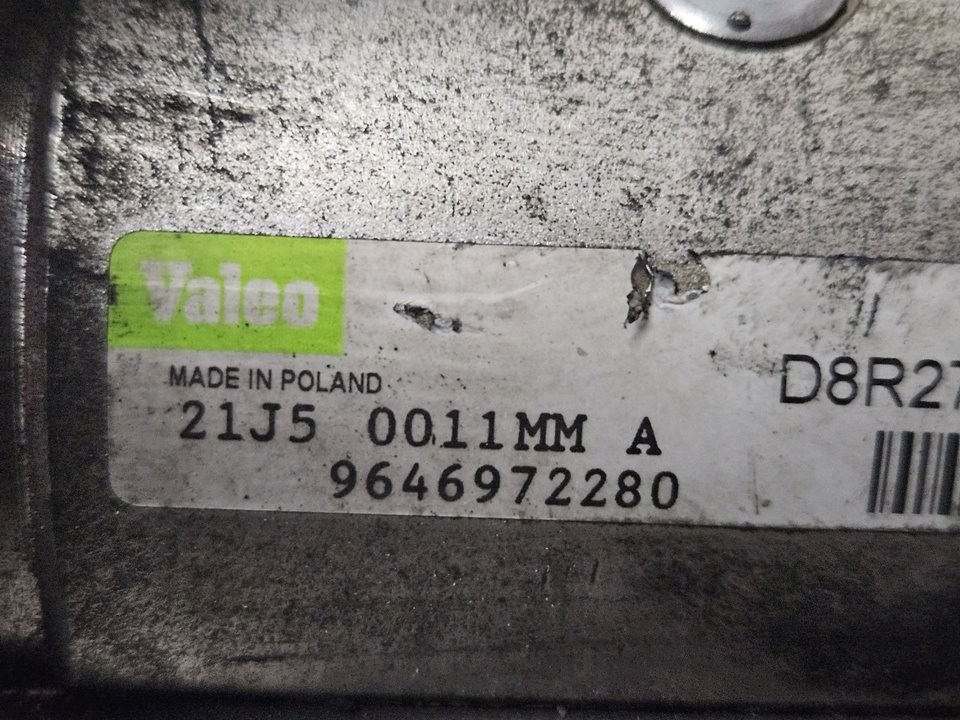 Valeo
MADE IN POLAND
21J5 0011MM A
9646972280
D8R27